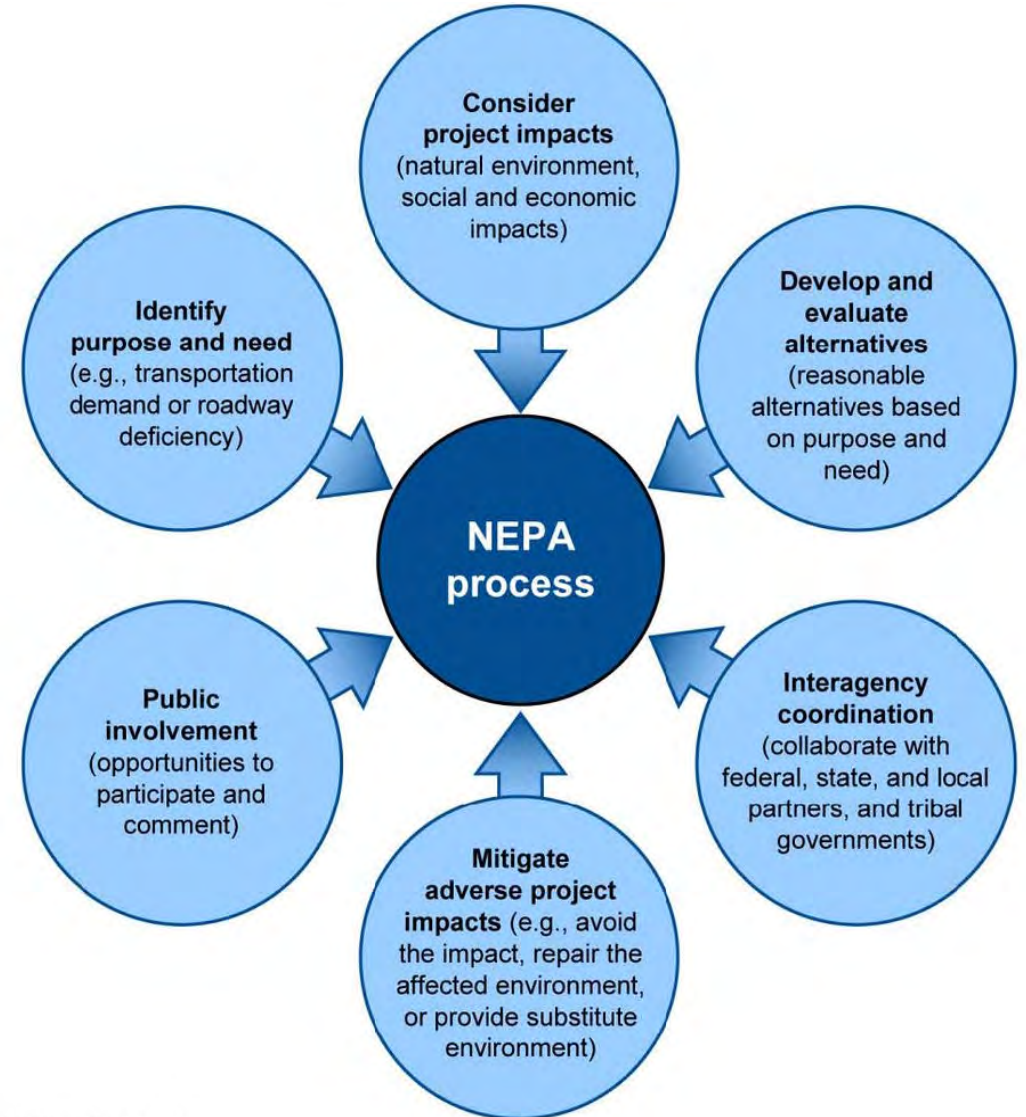 Consider
project impacts
(natural environment,
social and economic
impacts)
Develop and
evaluate
alternatives
(reasonable
alternatives based
on purpose and
need)
Interagency
coordination
(collaborate with
federal, state, and local
partners, and tribal
governments)
Mitigate
adverse project
impacts (e.g., avoid
the impact, repair the
affected environment,
or provide substitute
environment)
Public
involvement
(opportunities to
participate and
comment)
Identify
purpose and need
(e.g., transportation
demand or roadway
deficiency)
NEPA
process